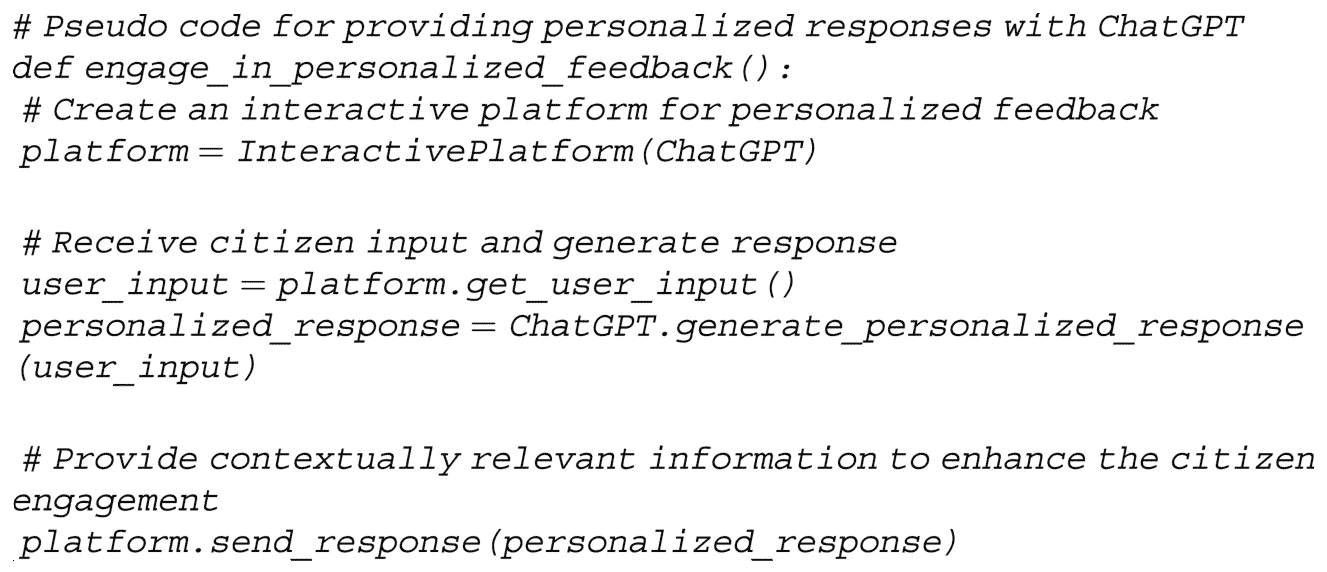 # Pseudo code for providing personalized responses with ChatGPT
def engage_in_personalized_feedback():
# Create an interactive platform for personalized feedback
platform = InteractivePlatform(ChatGPT)
# Receive citizen input and generate response
user_input = platform.get_user_input()
personalized_response = ChatGPT.generate_personalized_response
(user_input)
# Provide contextually relevant information to enhance the citizen
engagement
platform.send_response(personalized_response)